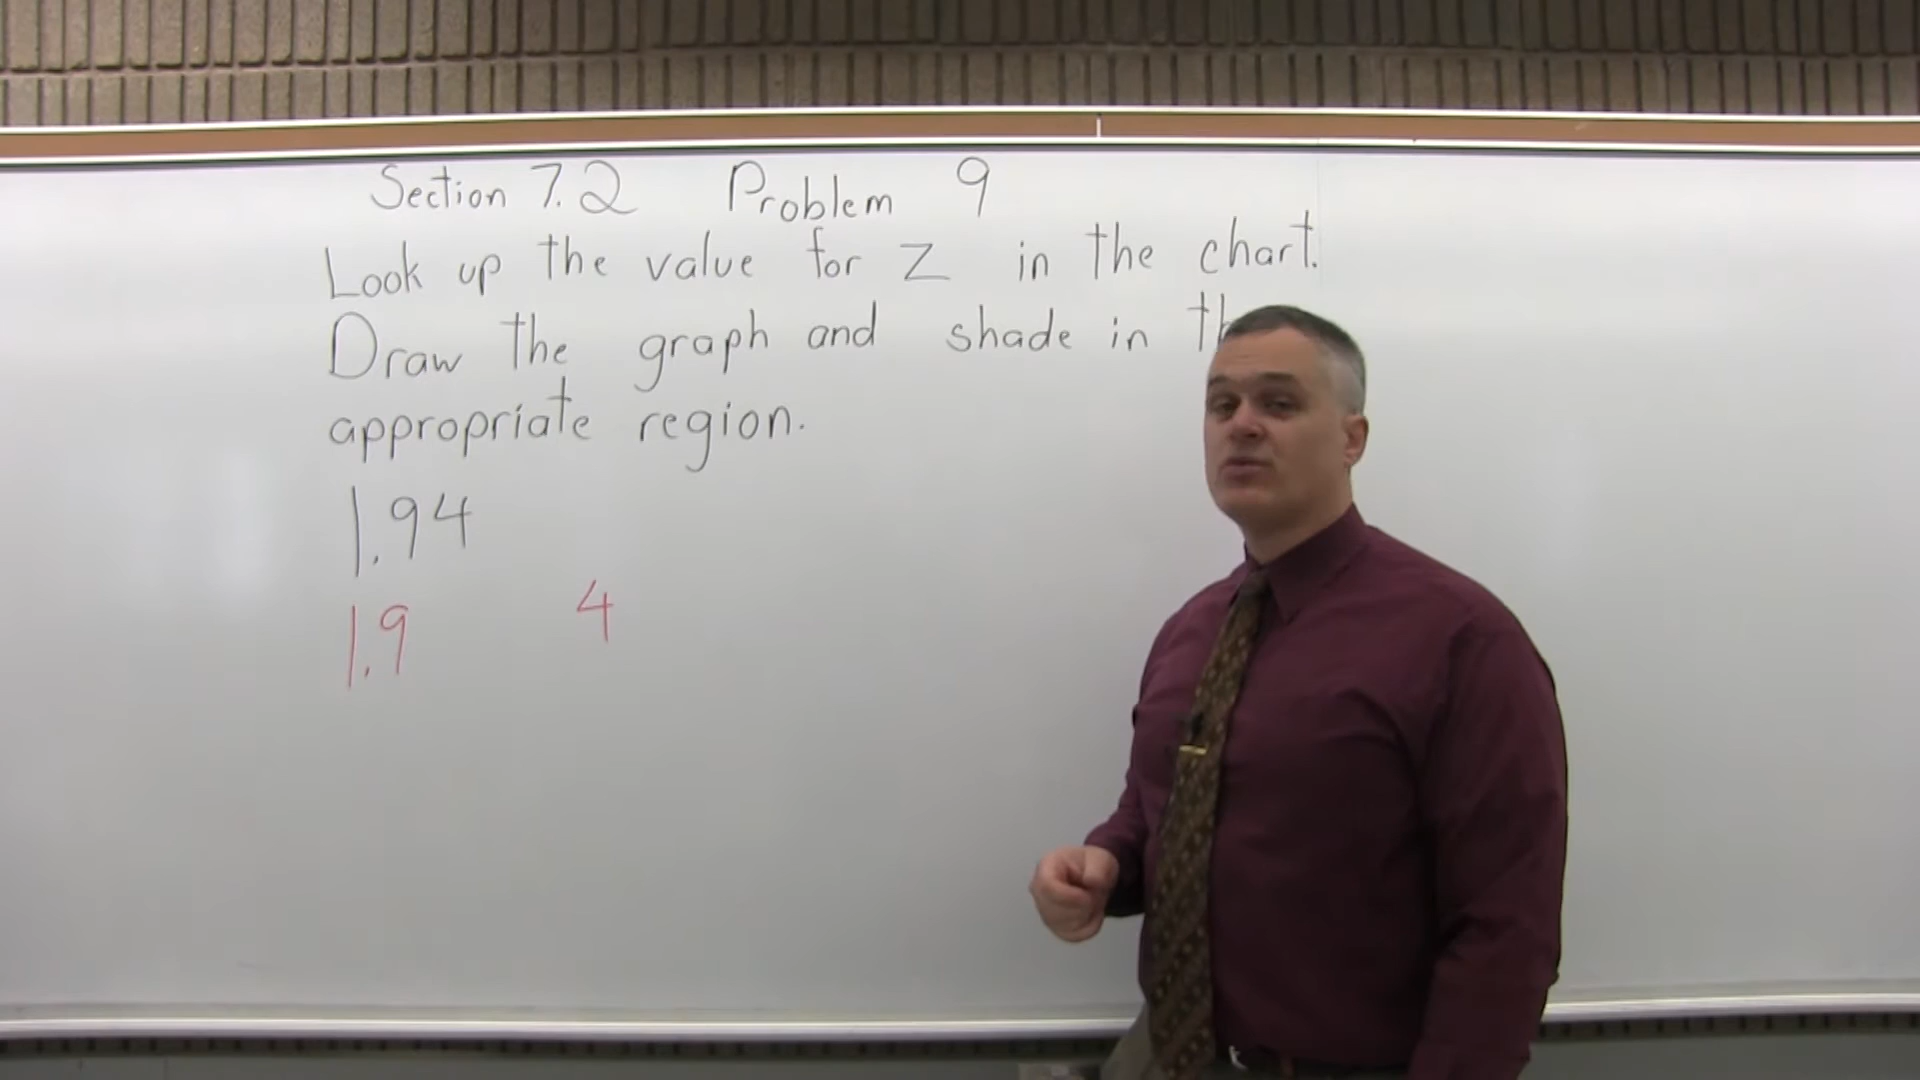 Section 7.2 Problem 9
Look up the value for Z in the chart.
Draw the graph and shade in
appropriate region.
1.94
1.9 4